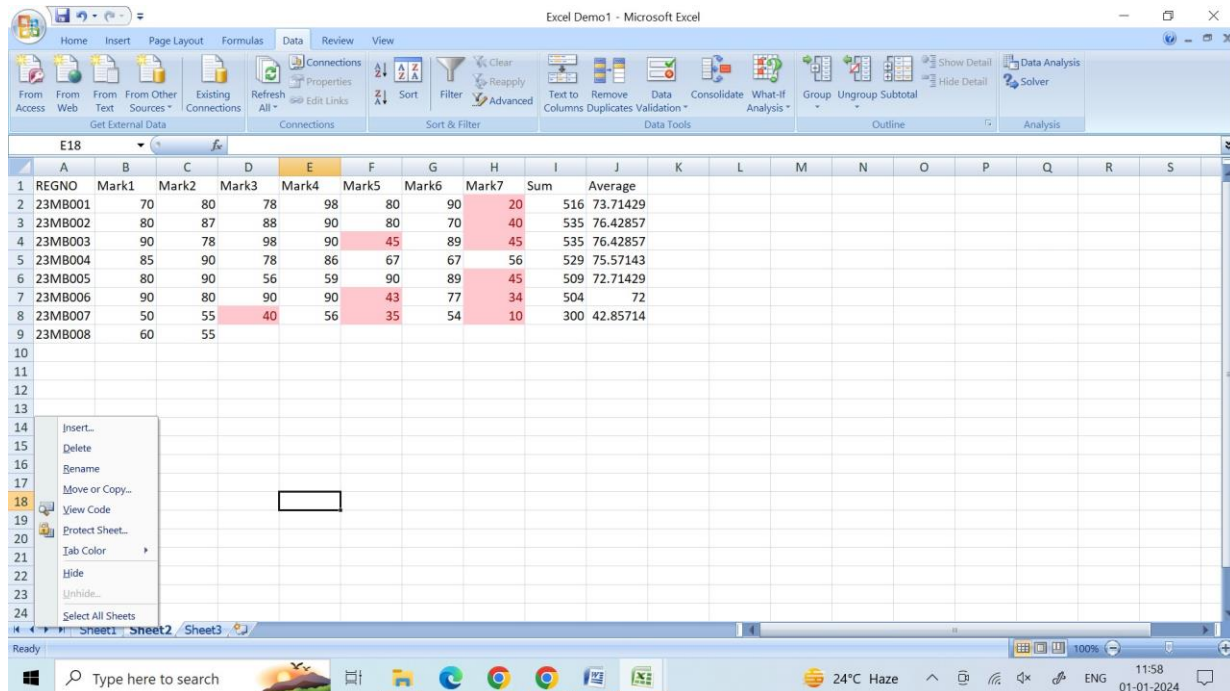 Excel Demo1 - Microsoft Excel
Home Insert Page Layout Formulas Data Review View
From Access
From Web
From Text
From Other Sources
Existing Connections
Get External Data
Refresh All
Connections
Properties
Edit Links
Connections
Sort
Filter
Clear
Reapply
Advanced
Sort & Filter
Text to Columns
Remove Duplicates
Data Validation
Consolidate
What-If Analysis
Data Tools
Group
Ungroup
Subtotal
Show Detail
Hide Detail
Outline
Data Analysis
Solver
Analysis
E18 fx
A B C D E F G H I J K L M N O P Q R S
1 REGNO Mark1 Mark2 Mark3 Mark4 Mark5 Mark6 Mark7 Sum Average
2 23MB001 70 80 78 98 80 90 20 516 73.71429
3 23MB002 80 87 88 90 80 70 40 535 76.42857
4 23MB003 90 78 98 90 45 89 45 535 76.42857
5 23MB004 85 90 78 86 67 67 56 529 75.57143
6 23MB005 80 90 56 59 90 89 45 509 72.71429
7 23MB006 90 80 90 90 43 77 34 504 72
8 23MB007 50 55 40 56 35 54 10 300 42.85714
9 23MB008 60 55
10
11
12
13
14
15
16
17
18
19
20
21
22
23
24
Insert...
Delete
Rename
Move or Copy...
View Code
Protect Sheet...
Tab Color
Hide
Unhide...
Select All Sheets
Sheet1 Sheet2 Sheet3
Ready 100%
Type here to search 24°C Haze ENG 11:58
01-01-2024